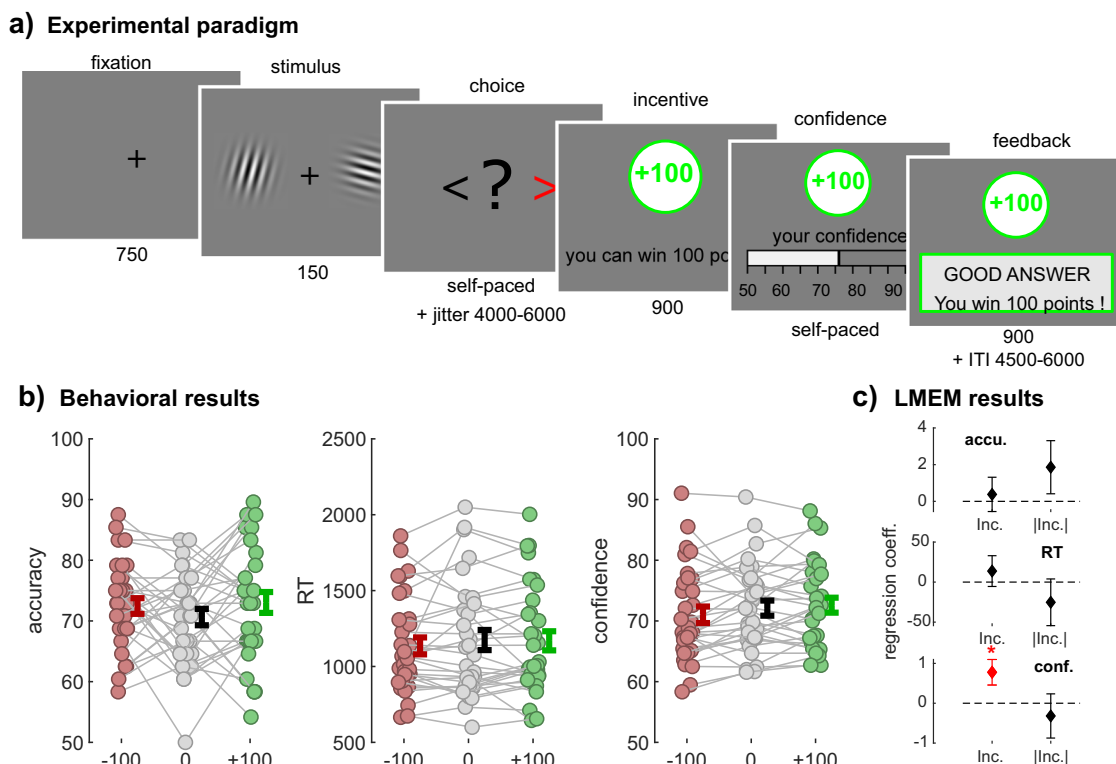 a) Experimental paradigm
fixation
+
750
stimulus
+
150
choice
< ? >
self-paced
+ jitter 4000-6000
incentive
+100
you can win 100 po
900
confidence
+100
your confidence
50 60 70 80 90
self-paced
feedback
+100
GOOD ANSWER
You win 100 points !
900
+ ITI 4500-6000
b) Behavioral results
accuracy
100
90
80
70
60
50
-100 0 +100
RT
2500
2000
1500
1000
500
-100 0 +100
confidence
100
90
80
70
60
50
-100 0 +100
c) LMEM results
regression coeff.
accu.
4
2
0
Inc. |Inc.|
RT
50
0
-50
Inc. |Inc.|
*
conf.
1
0
-1
Inc. |Inc.|